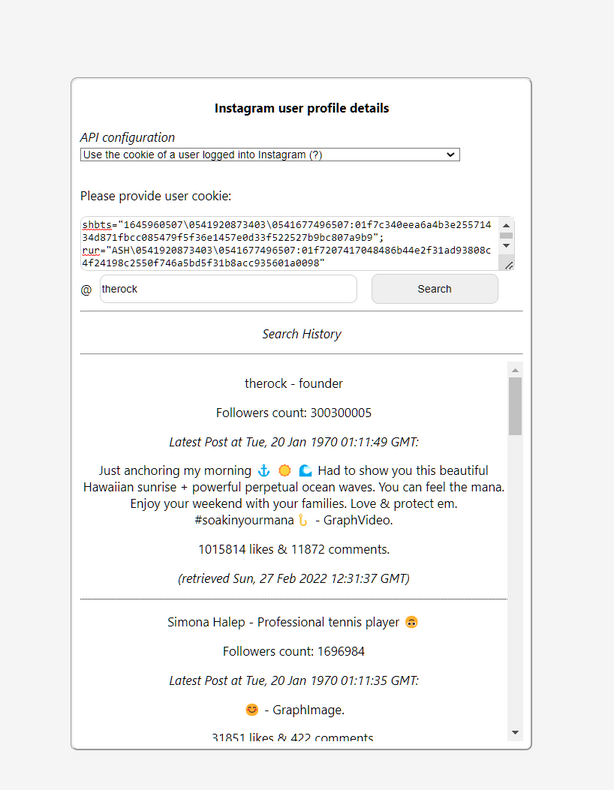 Instagram user profile details
API configuration
Use the cookie of a user logged into Instagram (?)
Please provide user cookie:
shbts="1645960507\0541920873403\0541677496507:01f7c340eea6a4b3e255714
34d871fbcc085479f5f36e1457e0d33f522527b9bc807a9b9";
rur="ASH\0541920873403\0541677496507:01f7207417048486b44e2f31ad93808c
4f24198c2550f746a5bd5f31b8acc935601a0098"
@ therock Search
Search History
therock - founder
Followers count: 300300005
Latest Post at Tue, 20 Jan 1970 01:11:49 GMT:
Just anchoring my morning ⚓ ☀️ 🌊 Had to show you this beautiful
Hawaiian sunrise + powerful perpetual ocean waves. You can feel the mana.
Enjoy your weekend with your families. Love & protect em.
#soakinyourmana 🪝 - GraphVideo.
1015814 likes & 11872 comments.
(retrieved Sun, 27 Feb 2022 12:31:37 GMT)
Simona Halep - Professional tennis player 🙃
Followers count: 1696984
Latest Post at Tue, 20 Jan 1970 01:11:35 GMT:
😊 - GraphImage.
31851 likes & 422 comments